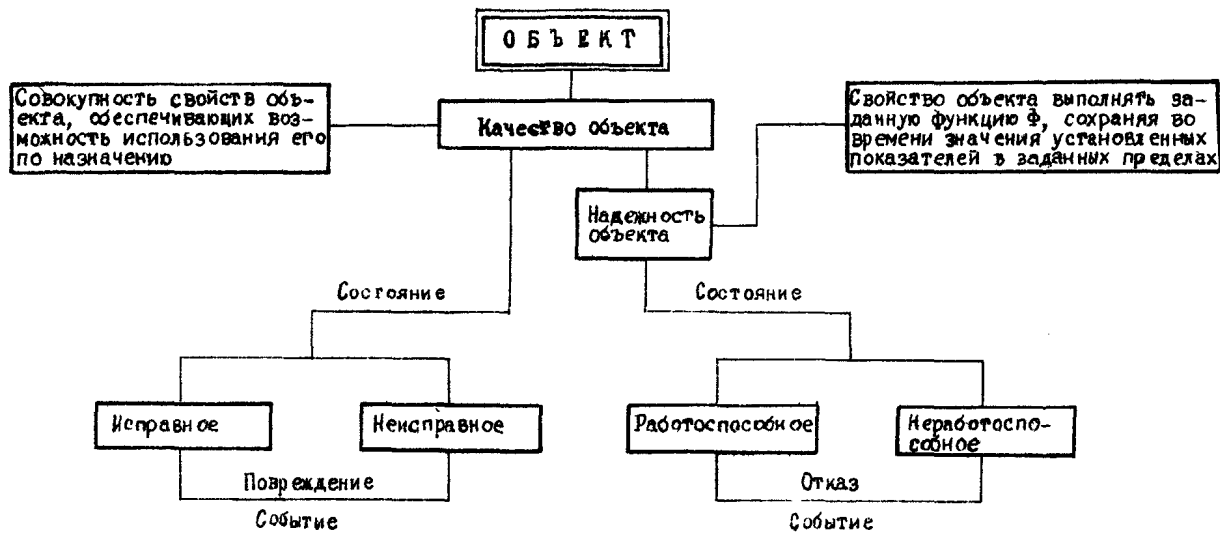 ОБЪЕКТ
Совокупность свойств объ-
екта, обеспечивающих воз-
можность использования его
по назначению
Качество объекта
Свойство объекта выполнять за-
данную функцию Ф, сохраняя во
времени значения установленных
показателей в заданных пределах
Надежность
объекта
Состояние
Состояние
Исправное
Неисправное
Работоспособное
Неработоспо-
собное
Повреждение
Отказ
Событие
Событие